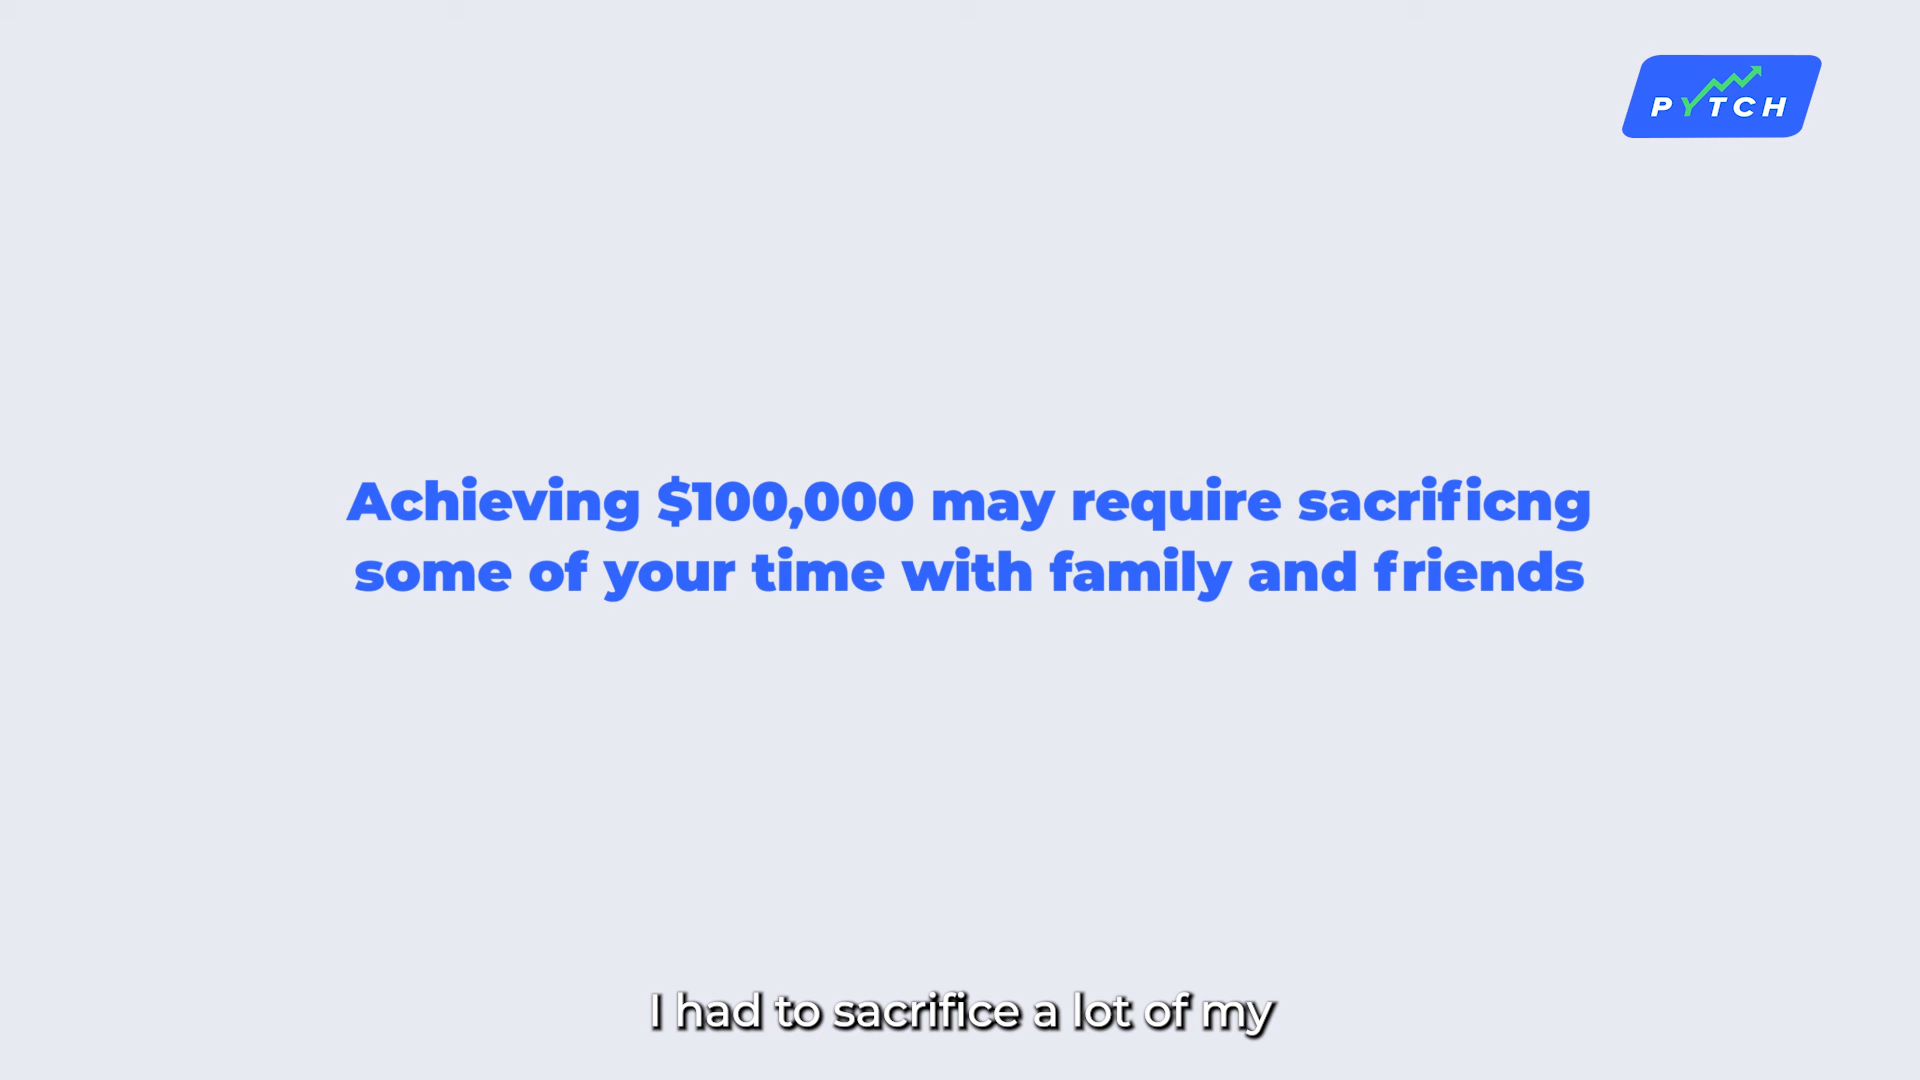 PYTCH
Achieving $100,000 may require sacrificng
some of your time with family and friends
I had to sacrifice a lot of my